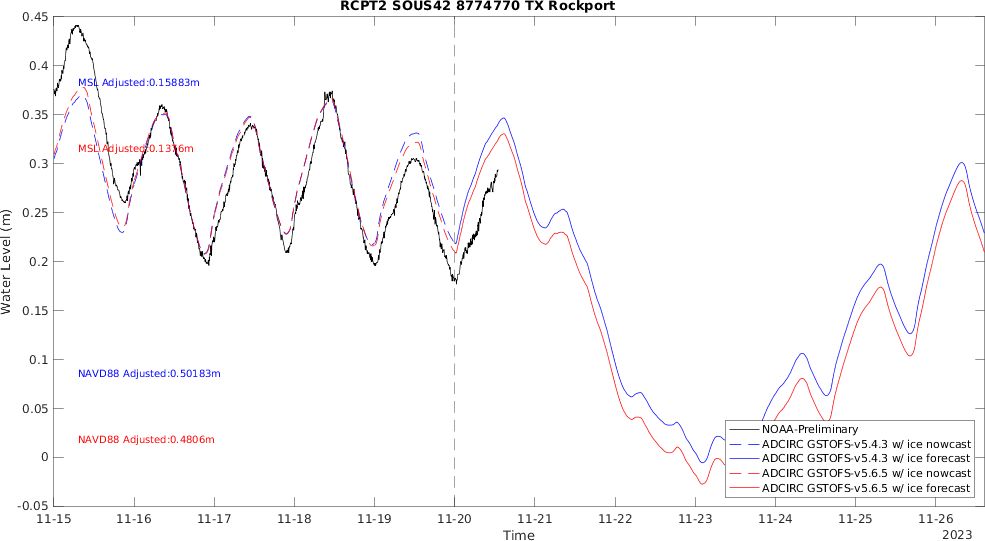 RCPT2 SOUS42 8774770 TX Rockport
Water Level (m)
0.45
0.4
0.35
0.3
0.25
0.2
0.15
0.1
0.05
0
-0.05
MSL Adjusted:0.15883m
MSL Adjusted:0.1376m
NAVD88 Adjusted:0.50183m
NAVD88 Adjusted:0.4806m
NOAA-Preliminary
ADCIRC GSTOFS-v5.4.3 w/ ice nowcast
ADCIRC GSTOFS-v5.4.3 w/ ice forecast
ADCIRC GSTOFS-v5.6.5 w/ ice nowcast
ADCIRC GSTOFS-v5.6.5 w/ ice forecast
11-15 11-16 11-17 11-18 11-19 11-20 11-21 11-22 11-23 11-24 11-25 11-26
Time
2023